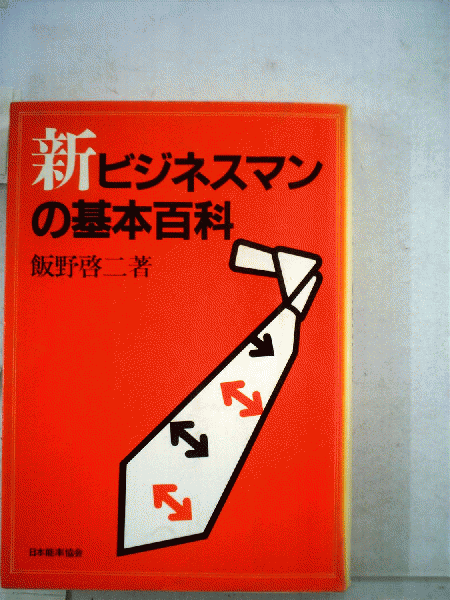 新ビジネスマン
の基本百科
飯野啓二著
日本能率協会